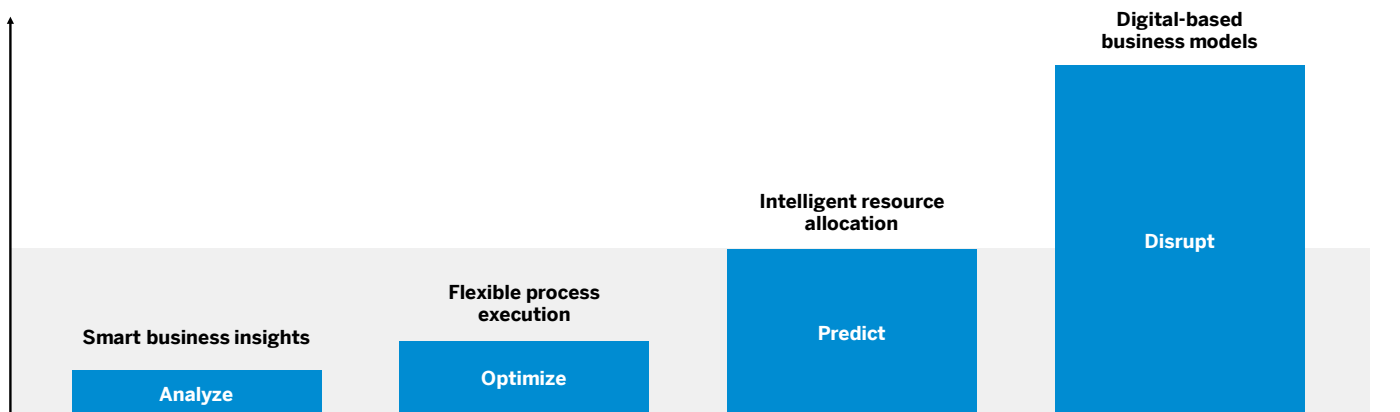 Digital-based
business models
Disrupt
Intelligent resource
allocation
Predict
Flexible process
execution
Optimize
Smart business insights
Analyze